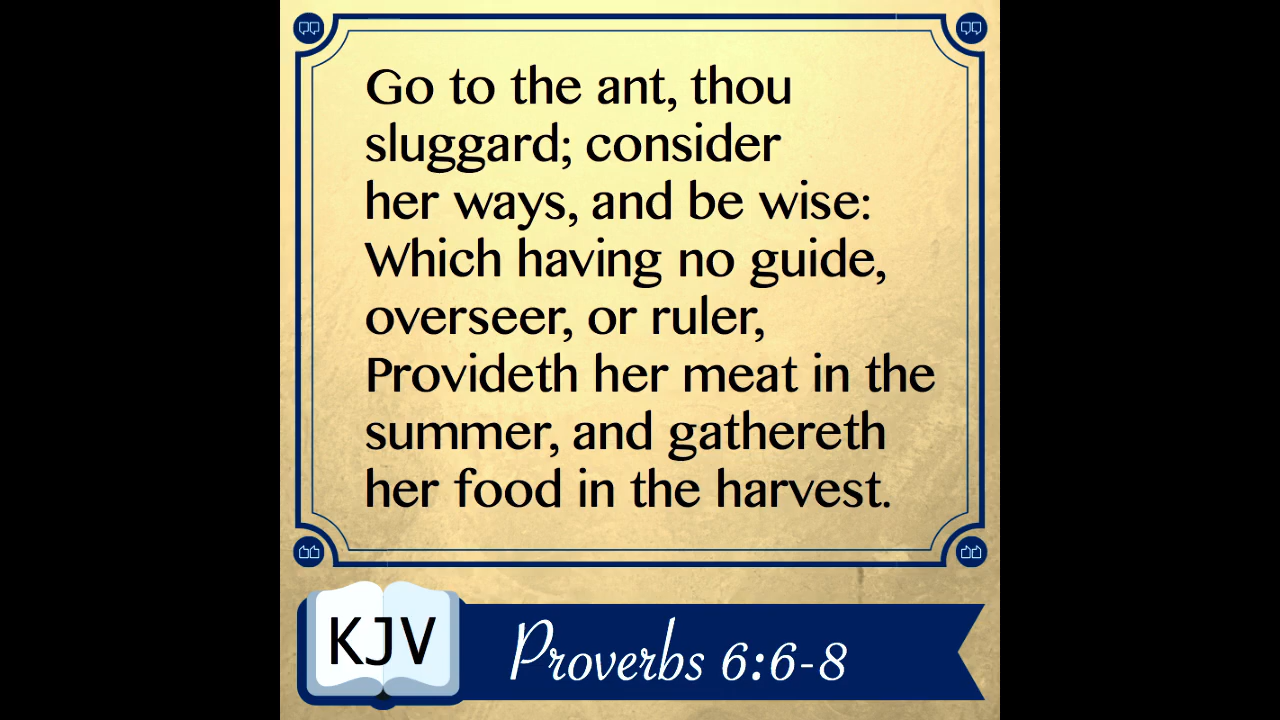 Go to the ant, thou
sluggard; consider
her ways, and be wise:
Which having no guide,
overseer, or ruler,
Provideth her meat in the
summer, and gathereth
her food in the harvest.
KJV
Proverbs 6:6-8